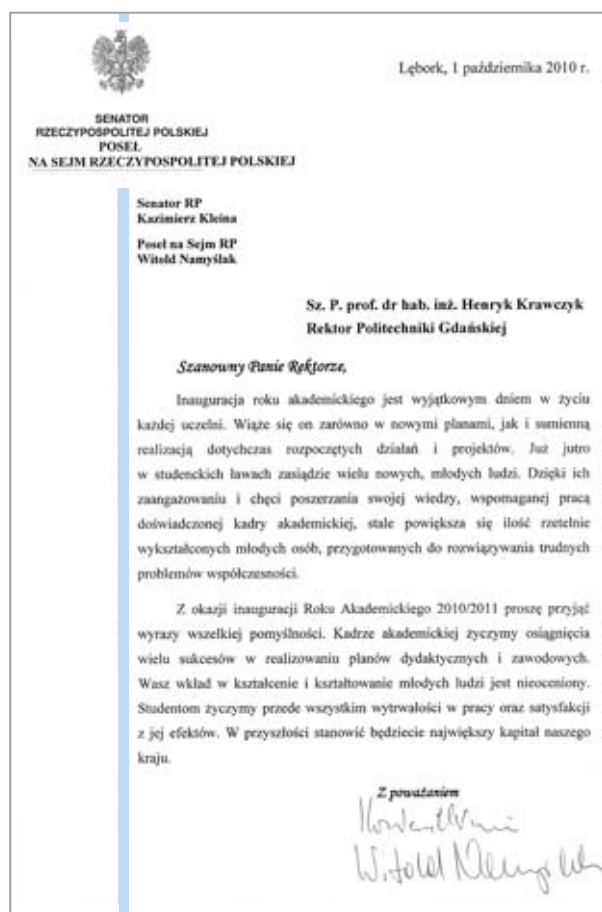 Lębork, 1 października 2010 r.
SENATOR
RZECZYPOSPOLITEJ POLSKIEJ
POSEŁ
NA SEJM RZECZYPOSPOLITEJ POLSKIEJ
Senator RP
Kazimierz Kleina
Poseł na Sejm RP
Witold Namyślak
Sz. P. prof. dr hab. inż. Henryk Krawczyk
Rektor Politechniki Gdańskiej
Szanowny Panie Rektorze,
Inauguracja roku akademickiego jest wyjątkowym dniem w życiu
każdej uczelni. Wiąże się on zarówno w nowymi planami, jak i sumienną
realizacją dotychczas rozpoczętych działań i projektów. Już jutro
w studenckich ławach zasiądzie wielu nowych, młodych ludzi. Dzięki ich
zaangażowaniu i chęci poszerzania swojej wiedzy, wspomaganej pracą
doświadczonej kadry akademickiej, stale powiększa się ilość rzetelnie
wykształconych młodych osób, przygotowanych do rozwiązywania trudnych
problemów współczesności.
Z okazji inauguracji Roku Akademickiego 2010/2011 proszę przyjąć
wyrazy wszelkiej pomyślności. Kadrze akademickiej życzymy osiągnięcia
wielu sukcesów w realizowaniu planów dydaktycznych i zawodowych.
Wasz wkład w kształcenie i kształtowanie młodych ludzi jest nieoceniony.
Studentom życzymy przede wszystkim wytrwałości w pracy oraz satysfakcji
z jej efektów. W przyszłości stanowić będziecie największy kapitał naszego
kraju.
Z poważaniem
Witold Namyślak